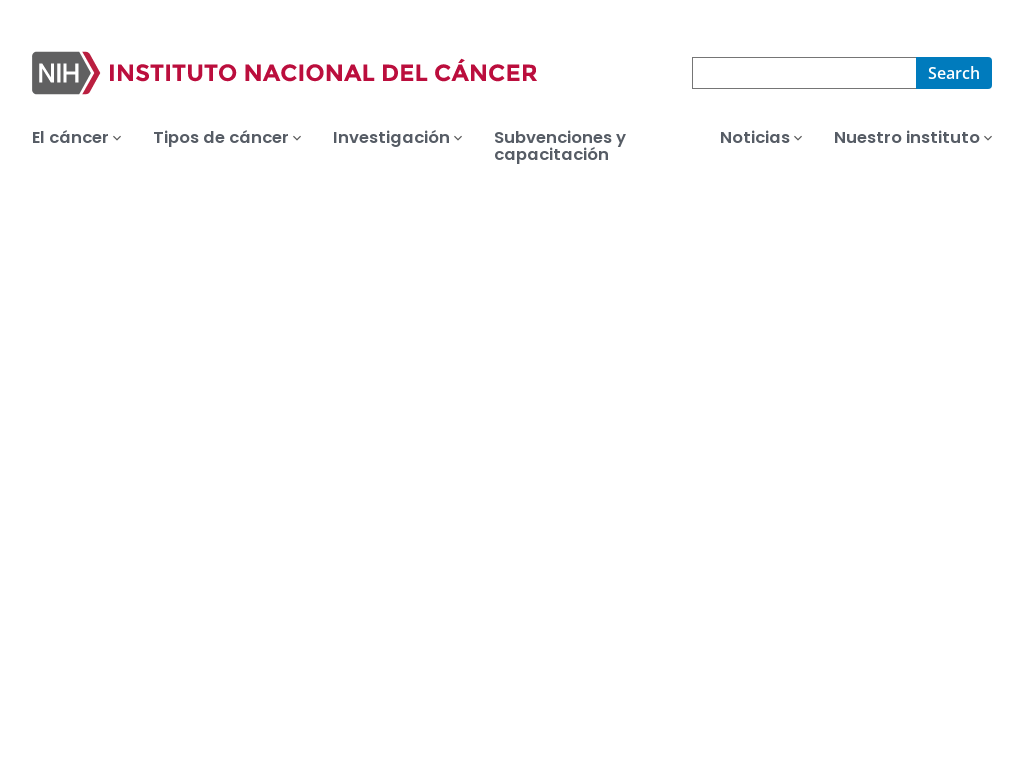 NIH INSTITUTO NACIONAL DEL CÁNCER
Search
El cáncer
Tipos de cáncer
Investigación
Subvenciones y
capacitación
Noticias
Nuestro instituto